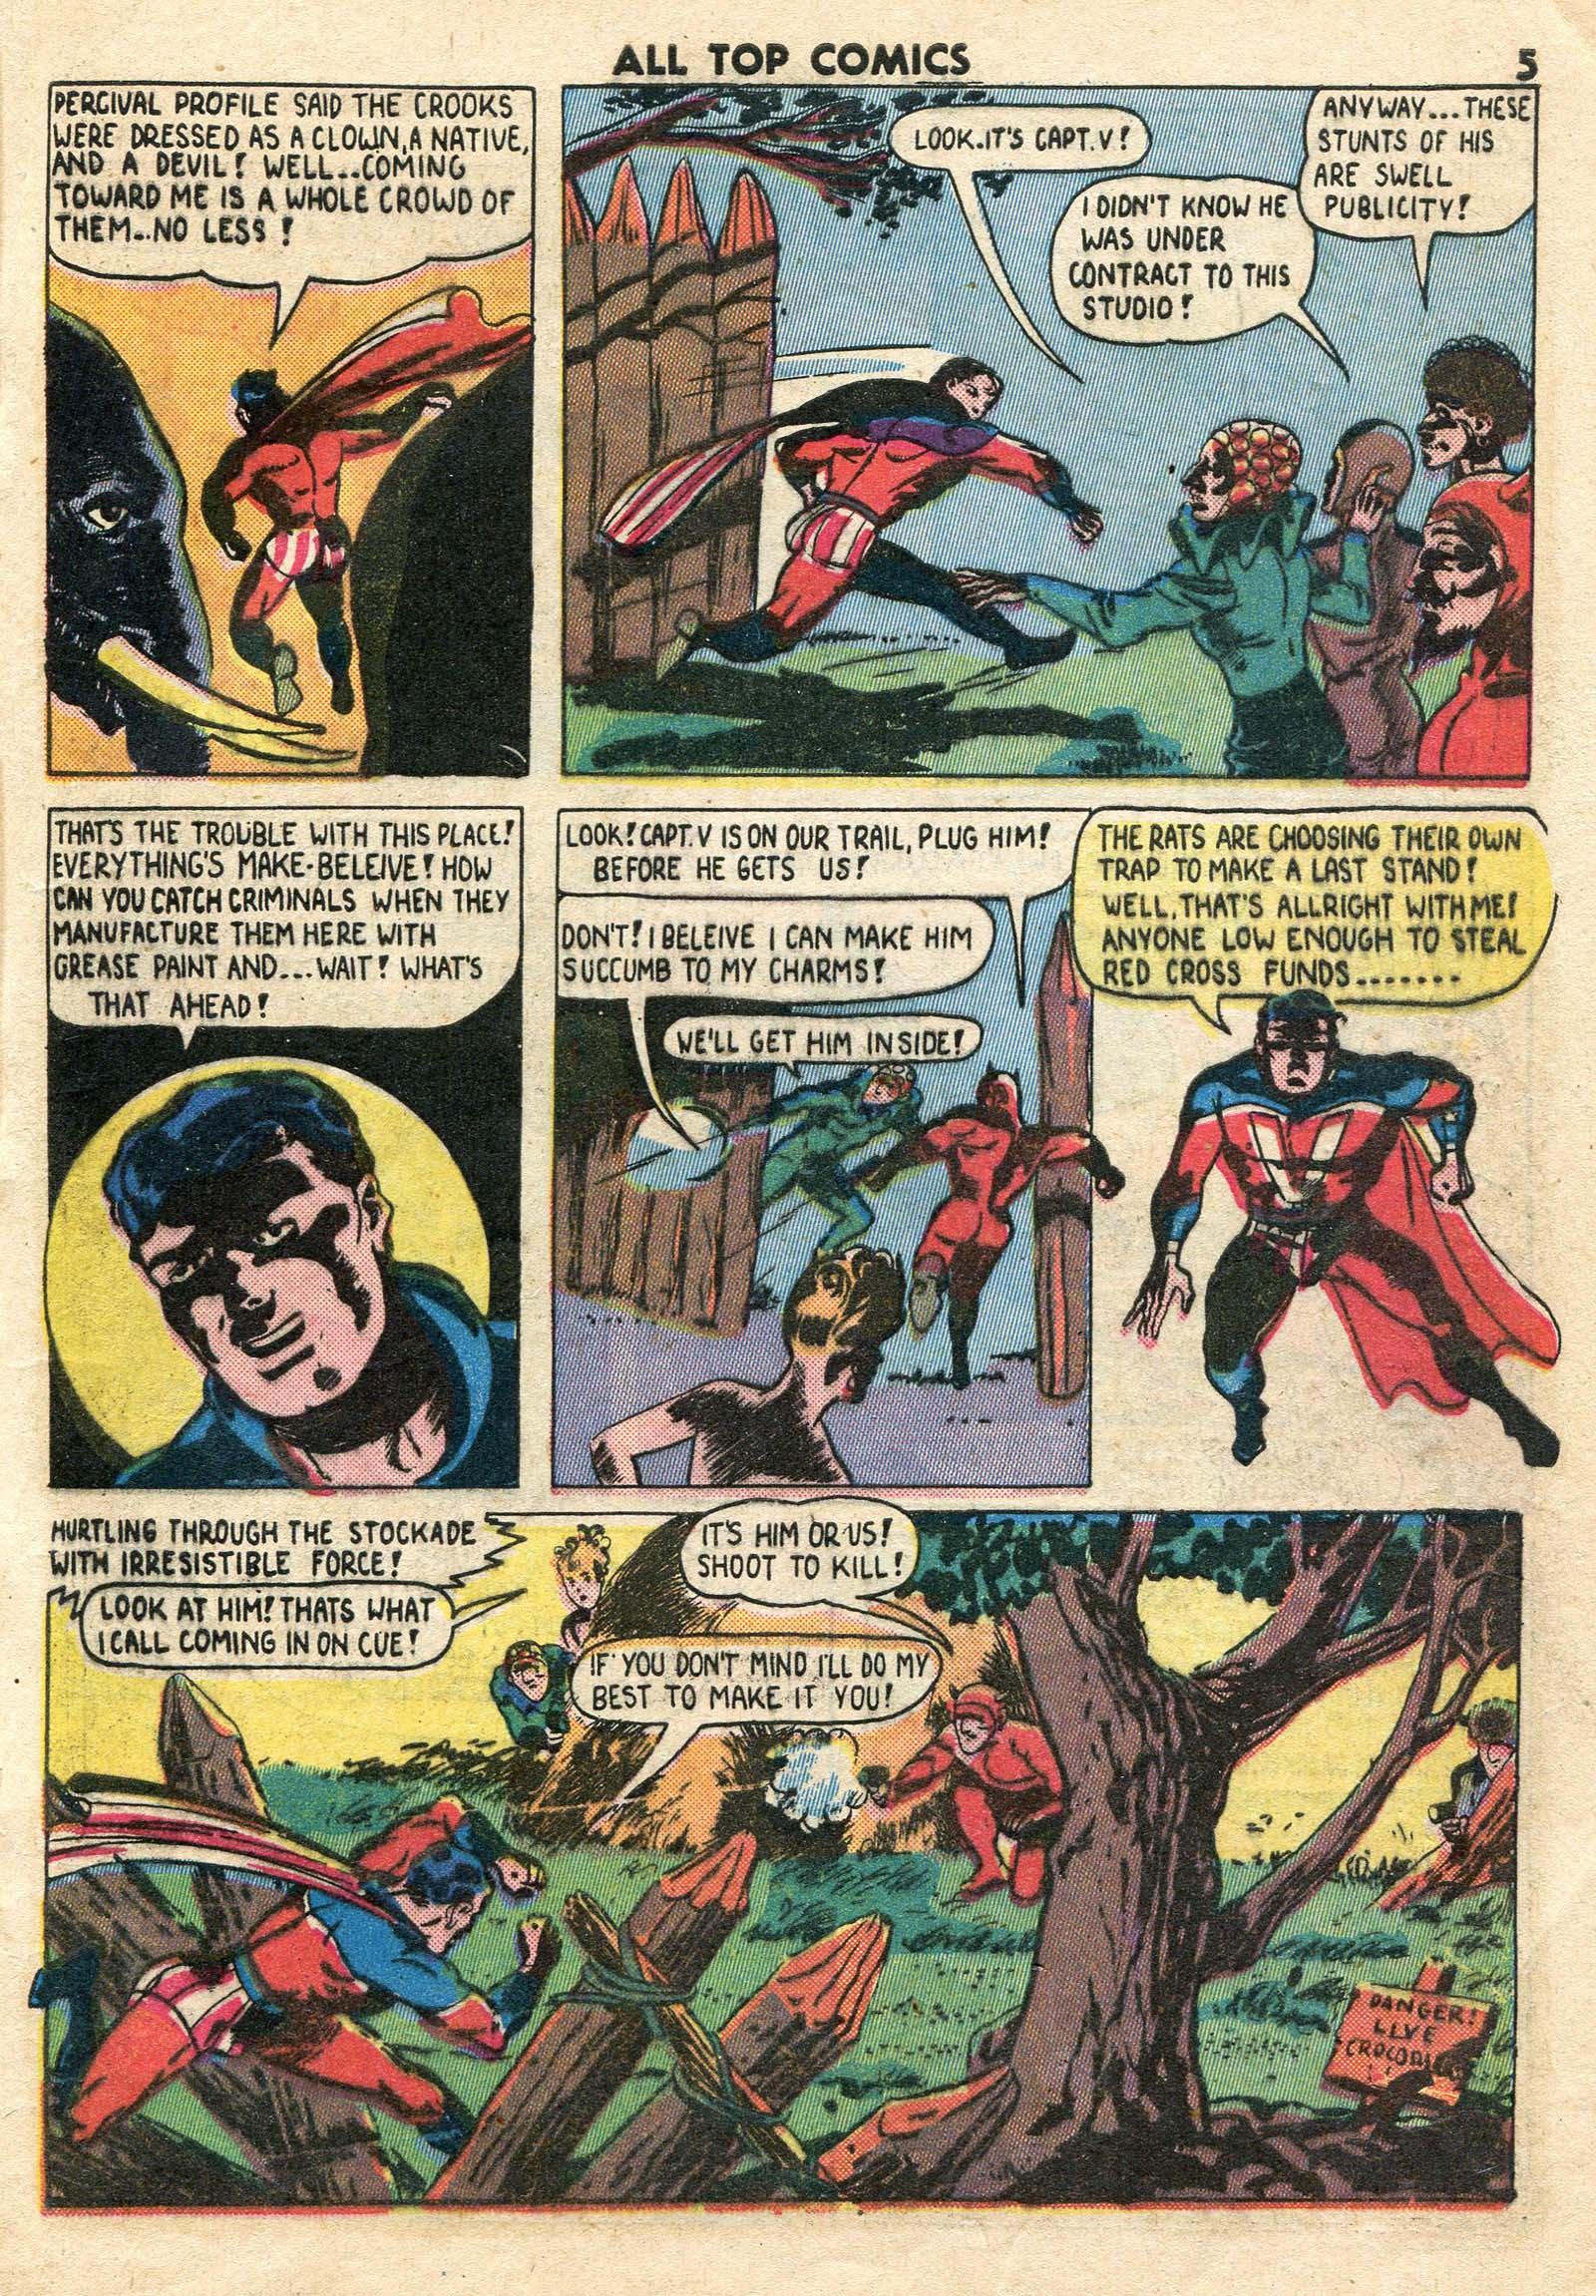 ALL TOP COMICS
5
PERCIVAL PROFILE SAID THE CROOKS
WERE DRESSED AS A CLOWN, A NATIVE,
AND A DEVIL! WELL..COMING
TOWARD ME IS A WHOLE CROWD OF
THEM..NO LESS!
LOOK.IT'S CAPT.V!
I DIDN'T KNOW HE
WAS UNDER
CONTRACT TO THIS
STUDIO!
ANYWAY...THESE
STUNTS OF HIS
ARE SWELL
PUBLICITY!
THAT'S THE TROUBLE WITH THIS PLACE!
EVERYTHING'S MAKE-BELEIVE! HOW
CAN YOU CATCH CRIMINALS WHEN THEY
MANUFACTURE THEM HERE WITH
GREASE PAINT AND...WAIT! WHAT'S
THAT AHEAD!
LOOK! CAPT.V IS ON OUR TRAIL, PLUG HIM!
BEFORE HE GETS US!
DON'T! I BELEIVE I CAN MAKE HIM
SUCCUMB TO MY CHARMS!
WE'LL GET HIM INSIDE!
THE RATS ARE CHOOSING THEIR OWN
TRAP TO MAKE A LAST STAND!
WELL, THAT'S ALLRIGHT WITH ME!
ANYONE LOW ENOUGH TO STEAL
RED CROSS FUNDS........
HURTLING THROUGH THE STOCKADE
WITH IRRESISTIBLE FORCE!
LOOK AT HIM! THATS WHAT
I CALL COMING IN ON CUE!
IT'S HIM OR US!
SHOOT TO KILL!
IF YOU DON'T MIND I'LL DO MY
BEST TO MAKE IT YOU!
DANGER!
LIVE
CROCODILES